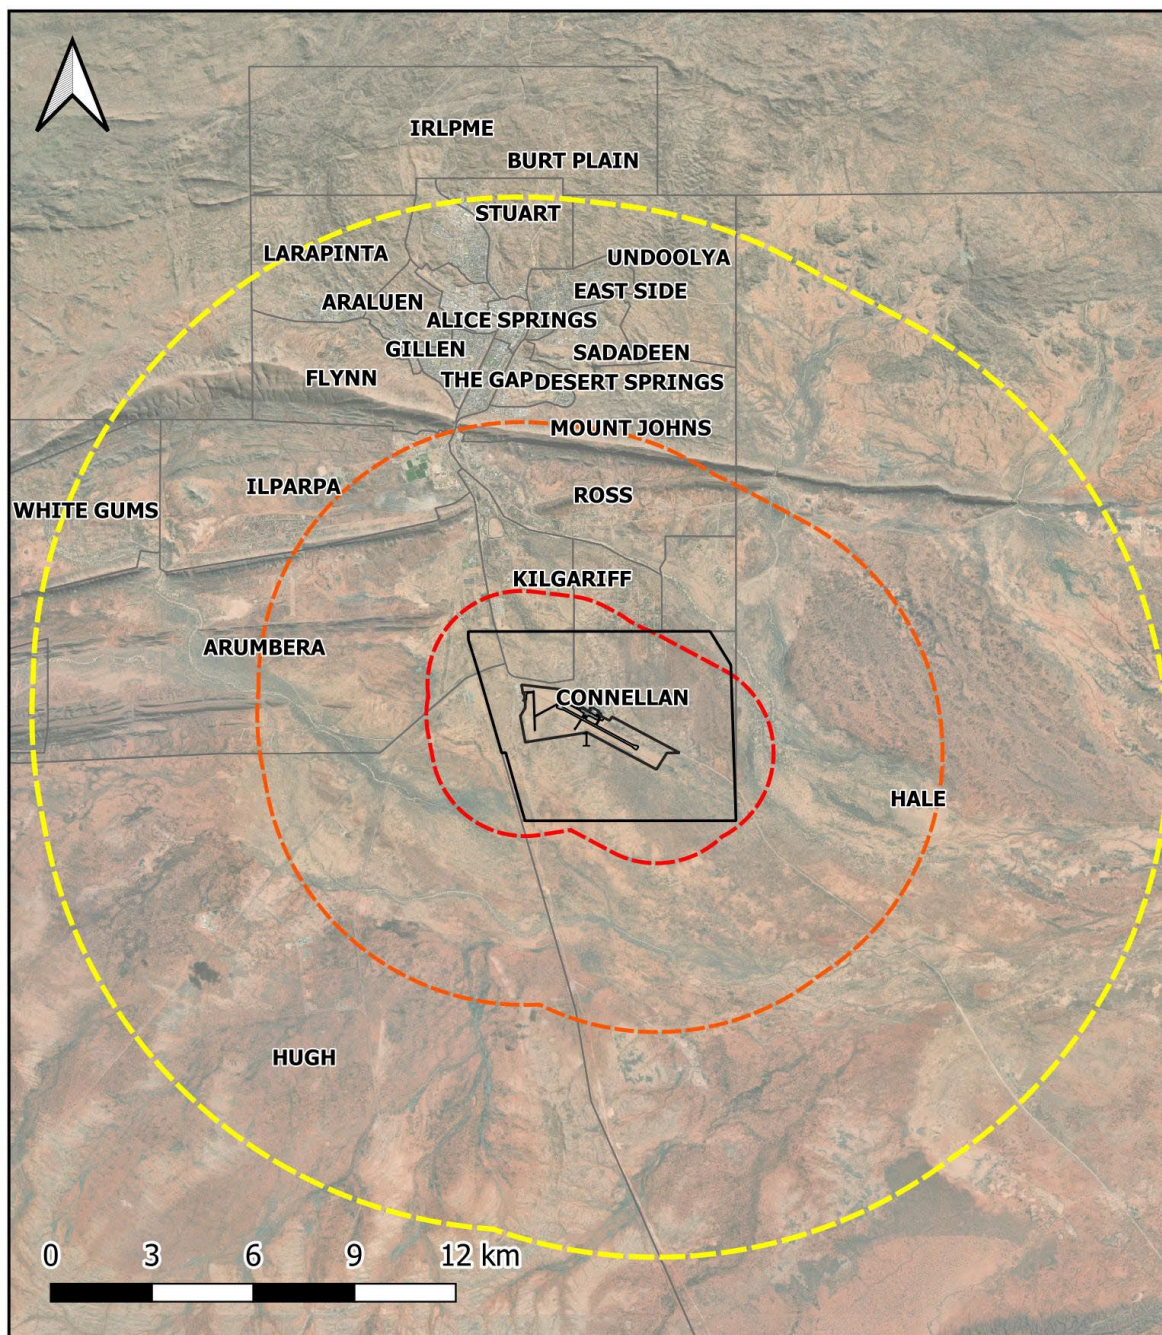 IRLPME
BURT PLAIN
STUART
LARAPINTA
UNDOOLYA
EAST SIDE
ARALUEN
ALICE SPRINGS
GILLEN
SADADEEN
FLYNN
THE GAP
DESERT SPRINGS
MOUNT JOHNS
ILPARPA
ROSS
WHITE GUMS
KILGARIFF
ARUMBERA
CONNELLAN
1
HALE
HUGH
0 3 6 9 12 km